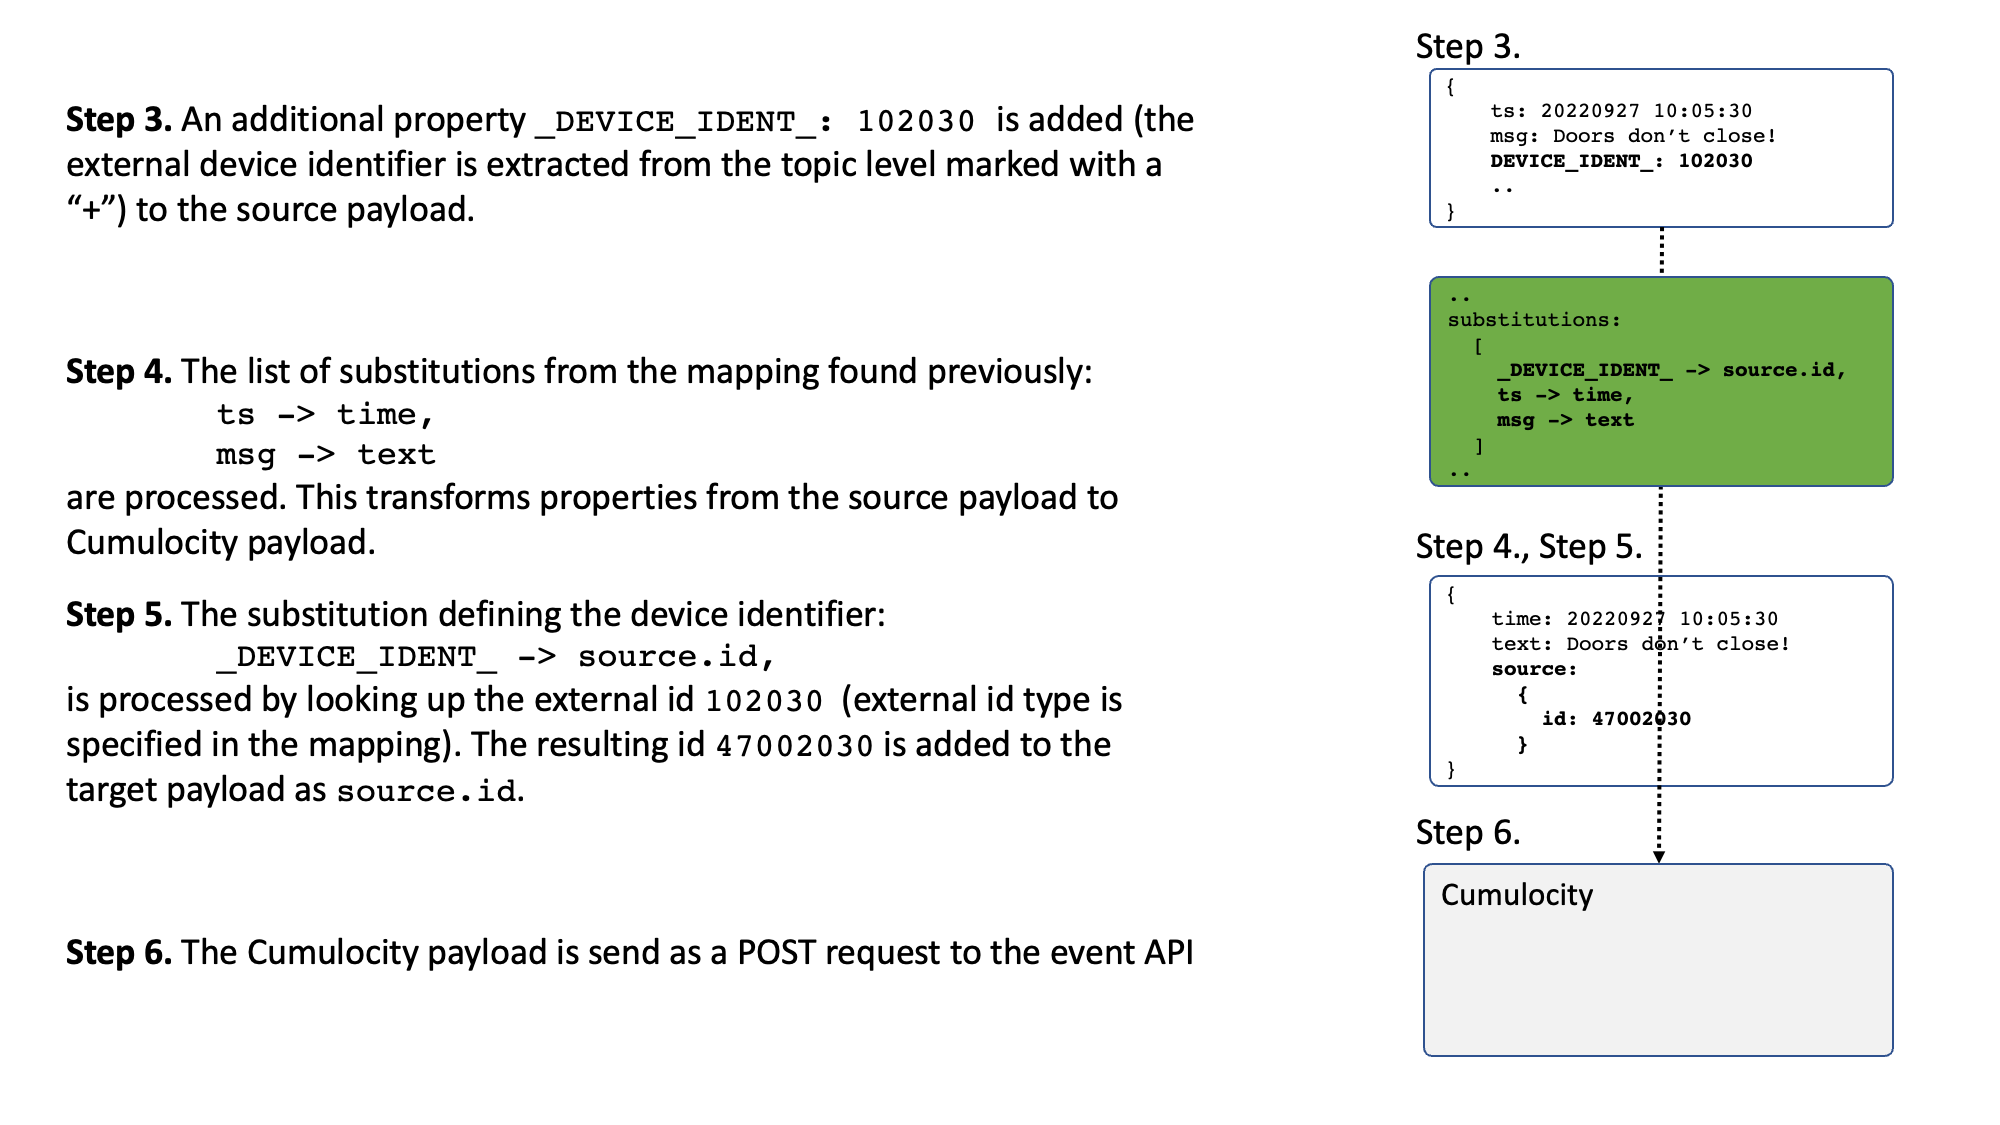 Step 3. An additional property _DEVICE_IDENT_: 102030 is added (the
external device identifier is extracted from the topic level marked with a
“+”) to the source payload.
Step 4. The list of substitutions from the mapping found previously:
ts -> time,
msg -> text
are processed. This transforms properties from the source payload to
Cumulocity payload.
Step 5. The substitution defining the device identifier:
_DEVICE_IDENT_ -> source.id,
is processed by looking up the external id 102030 (external id type is
specified in the mapping). The resulting id 47002030 is added to the
target payload as source.id.
Step 6. The Cumulocity payload is send as a POST request to the event API
Step 3.
{
ts: 20220927 10:05:30
msg: Doors don’t close!
DEVICE_IDENT_: 102030
..
}
..
substitutions:
[
_DEVICE_IDENT_ -> source.id,
ts -> time,
msg -> text
]
..
Step 4., Step 5.
{
time: 20220927 10:05:30
text: Doors don’t close!
source:
{
id: 47002030
}
}
Step 6.
Cumulocity